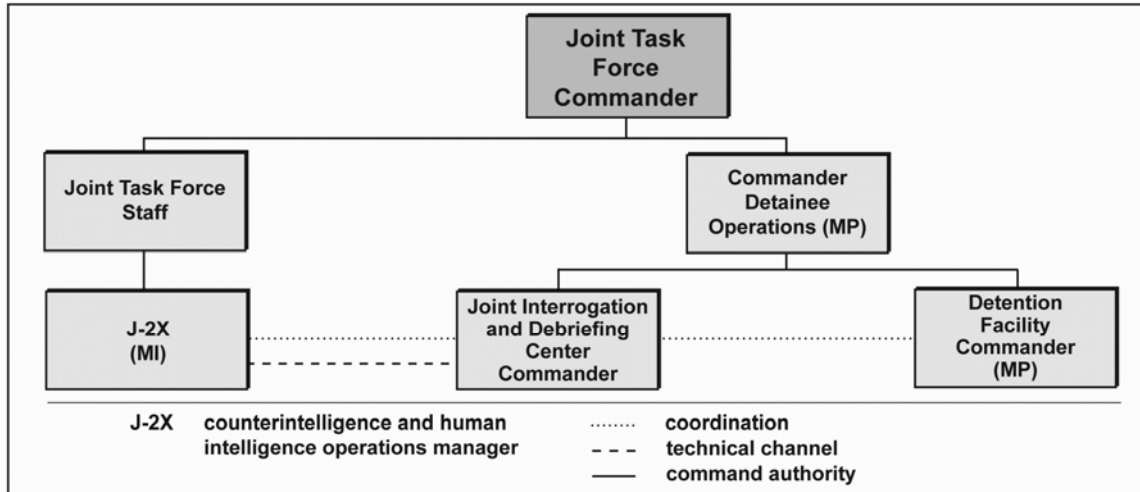 Joint Task
Force
Commander
Joint Task Force
Staff
Commander
Detainee
Operations (MP)
J-2X
(MI)
Joint Interrogation
and Debriefing
Center
Commander
Detention
Facility
Commander
(MP)
J-2X counterintelligence and human
intelligence operations manager
coordination
technical channel
command authority